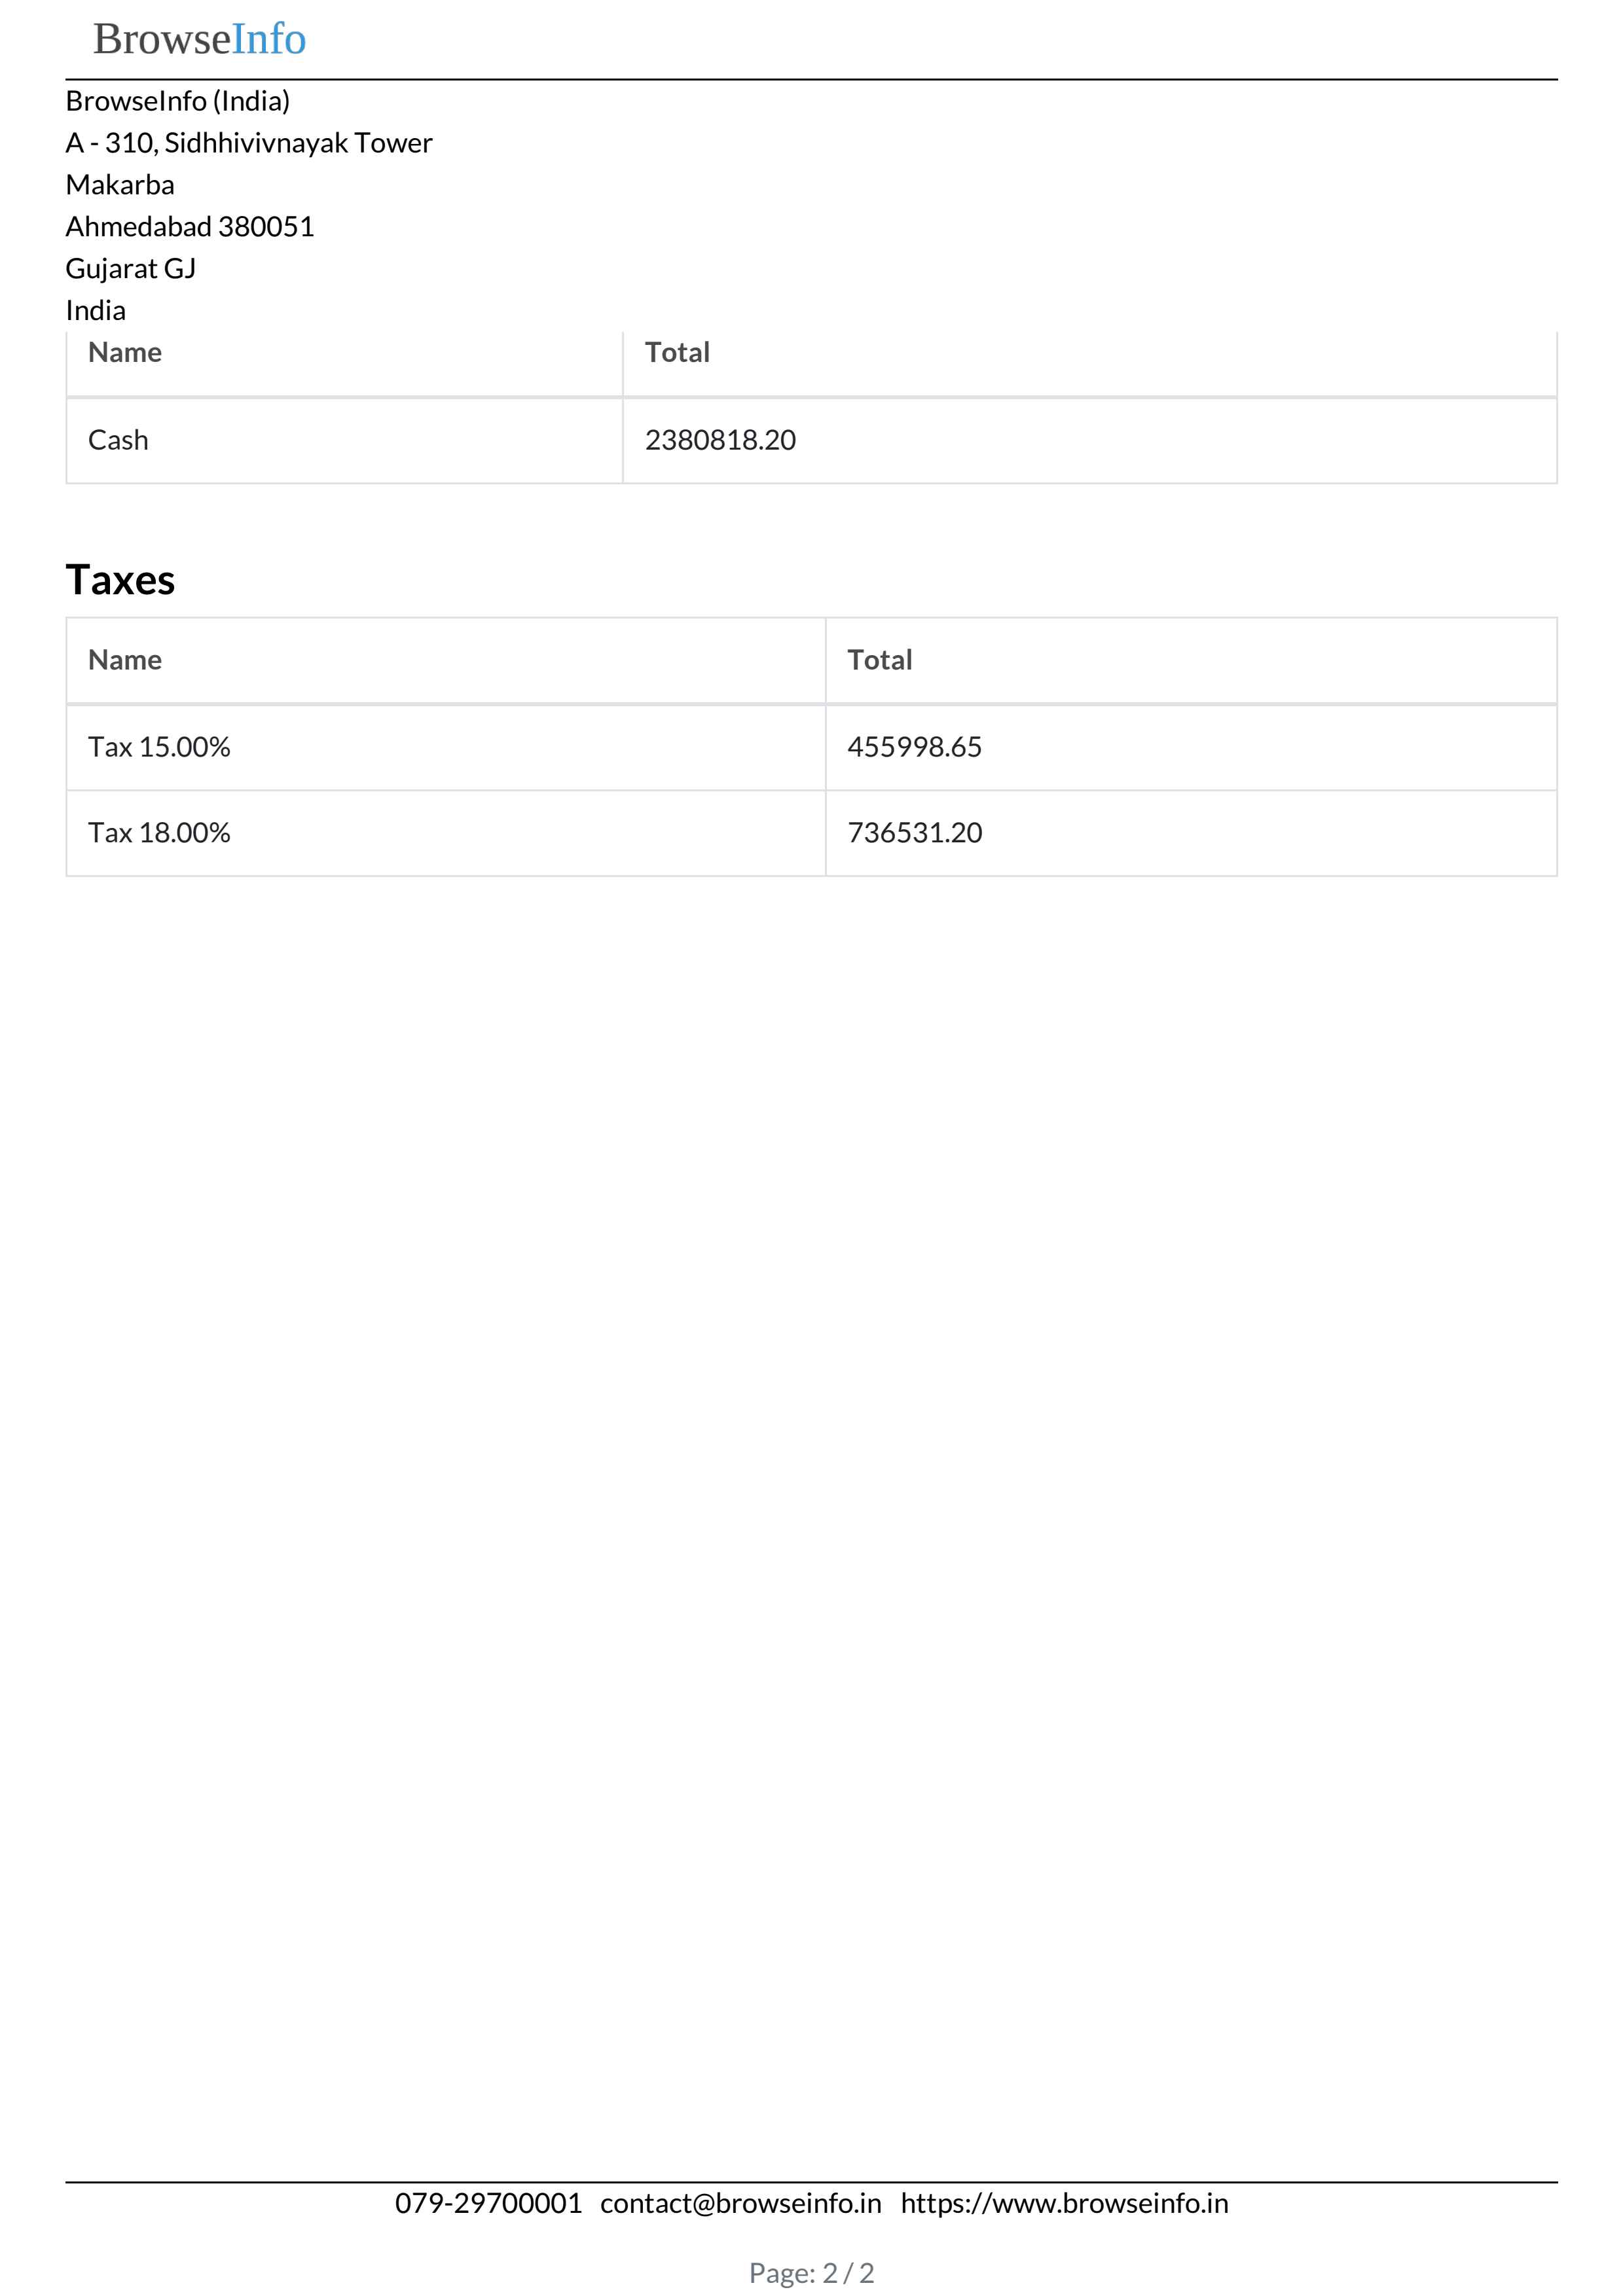 BrowseInfo
BrowseInfo (India)
A - 310, Sidhhivivnayak Tower
Makarba
Ahmedabad 380051
Gujarat GJ
India
Name Total
Cash 2380818.20
Taxes
Name Total
Tax 15.00% 455998.65
Tax 18.00% 736531.20
079-29700001 contact@browseinfo.in https://www.browseinfo.in
Page: 2 / 2